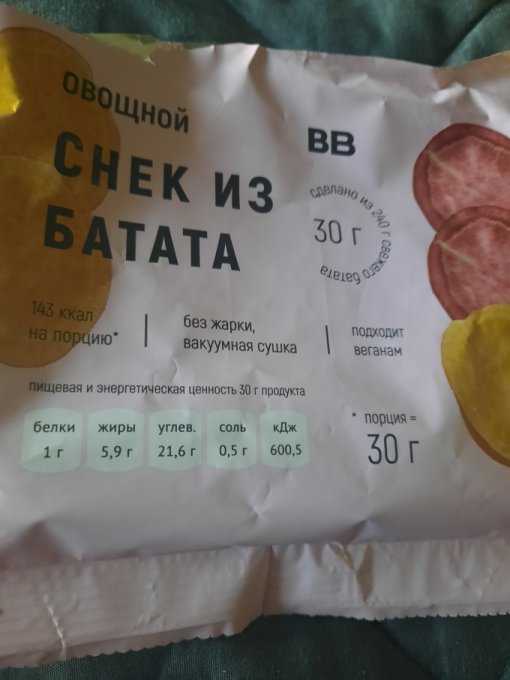 ОВОЩНОЙ
СНЕК ИЗ
БАТАТА
ВВ
сделано из 240 г свежего батата
30 г
143 ккал
на порцию*
без жарки,
вакуумная сушка
подходит
веганам
пищевая и энергетическая ценность 30 г продукта
белки жиры углев. соль кДж
1 г 5,9 г 21,6 г 0,5 г 600,5
* порция =
30 г